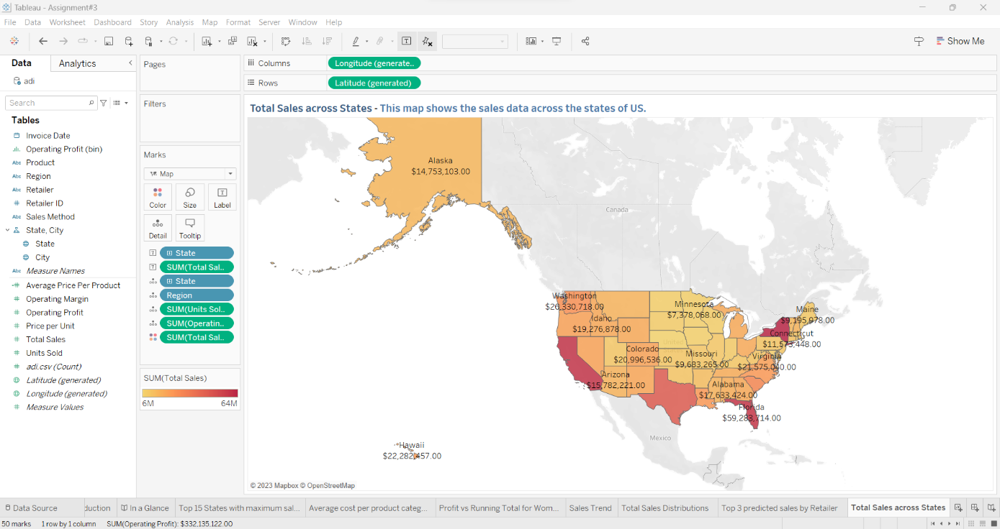 Tableau - Assignment#3
File Data Worksheet Dashboard Story Analysis Map Format Server Window Help
Show Me
Data Analytics
adi
Search
Tables
Invoice Date
Operating Profit (bin)
Abc Product
Abc Region
Abc Retailer
# Retailer ID
Abc Sales Method
State, City
State
City
Abc Measure Names
# Average Price Per Product
# Operating Margin
# Operating Profit
# Price per Unit
# Total Sales
# Units Sold
# adi.csv (Count)
Latitude (generated)
Longitude (generated)
# Measure Values
Pages
Filters
Marks
Map
Color Size Label
Detail Tooltip
State
SUM(Total Sal..
State
Region
SUM(Units Sol..
SUM(Operatin..
SUM(Total Sal..
SUM(Total Sales)
6M 64M
Columns Longitude (generate..
Rows Latitude (generated)
Total Sales across States - This map shows the sales data across the states of US.
Alaska
$14,753,103.00
Canada
Washington
$26,330,718.00
Idaho
$19,276,878.00
Minnesota
$7,378,068.00
Maine
$9,195,978.00
Connecticut
$11,573,448.00
United
Colorado
$20,996,536.00
Missouri
$9,683,265.00
Virginia
$21,575,040.00
Arizona
$15,782,221.00
Alabama
$17,633,424.00
Florida
$59,283,714.00
Mexico
Hawaii
$22,282,457.00
© 2023 Mapbox © OpenStreetMap
Data Source duction In a Glance Top 15 States with maximum sal... Average cost per product categ... Profit vs Running Total for Wom... Sales Trend Total Sales Distributions Top 3 predicted sales by Retailer Total Sales across States
50 marks 1 row by 1 column SUM(Operating Profit): $332,135,122.00